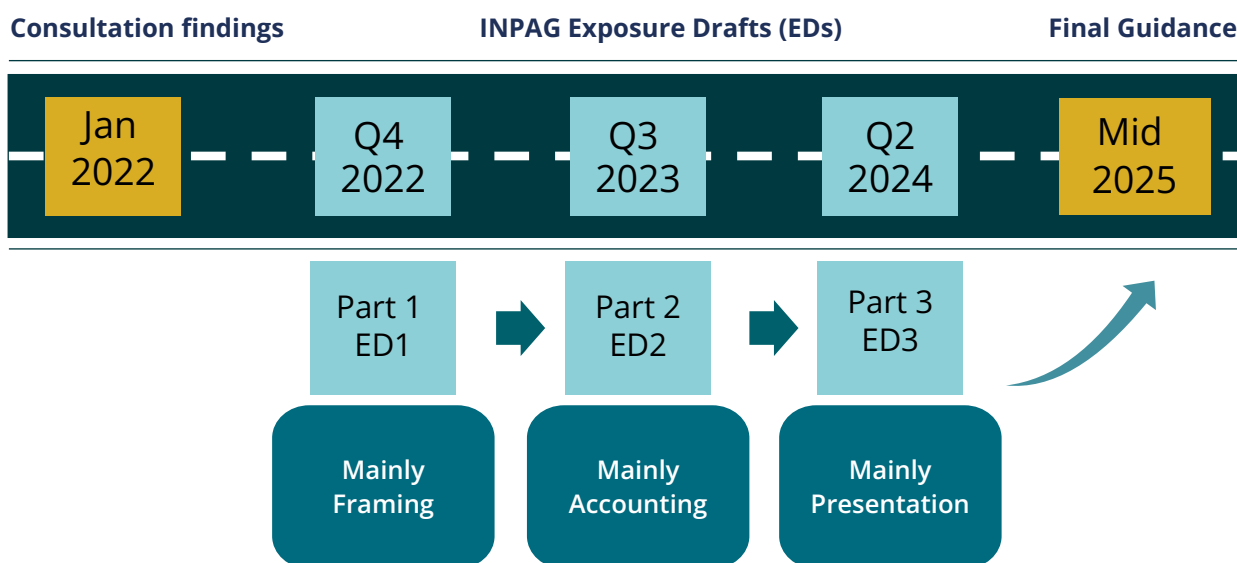 Consultation findings
INPAG Exposure Drafts (EDs)
Final Guidance
Jan
2022
Q4
2022
Q3
2023
Q2
2024
Mid
2025
Part 1
ED1
Part 2
ED2
Part 3
ED3
Mainly
Framing
Mainly
Accounting
Mainly
Presentation